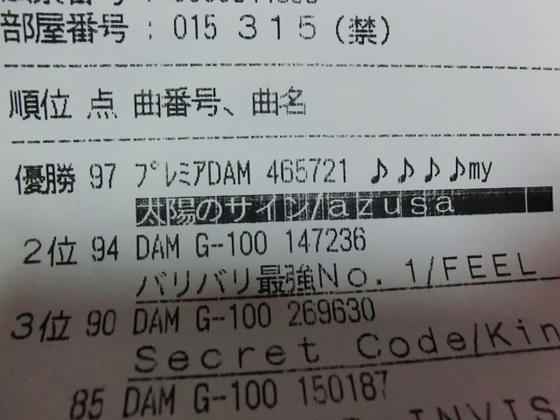 部屋番号 : 015 315(禁)
順位 点 曲番号、曲名
優勝 97 プレミアDAM 465721 ♪♪♪♪my
太陽のサイン/azusa
2位 94 DAM G-100 147236
バリバリ最強No. 1/FEEL
3位 90 DAM G-100 269630
Secret Code/Kin
85 DAM G-100 150187
INVIS